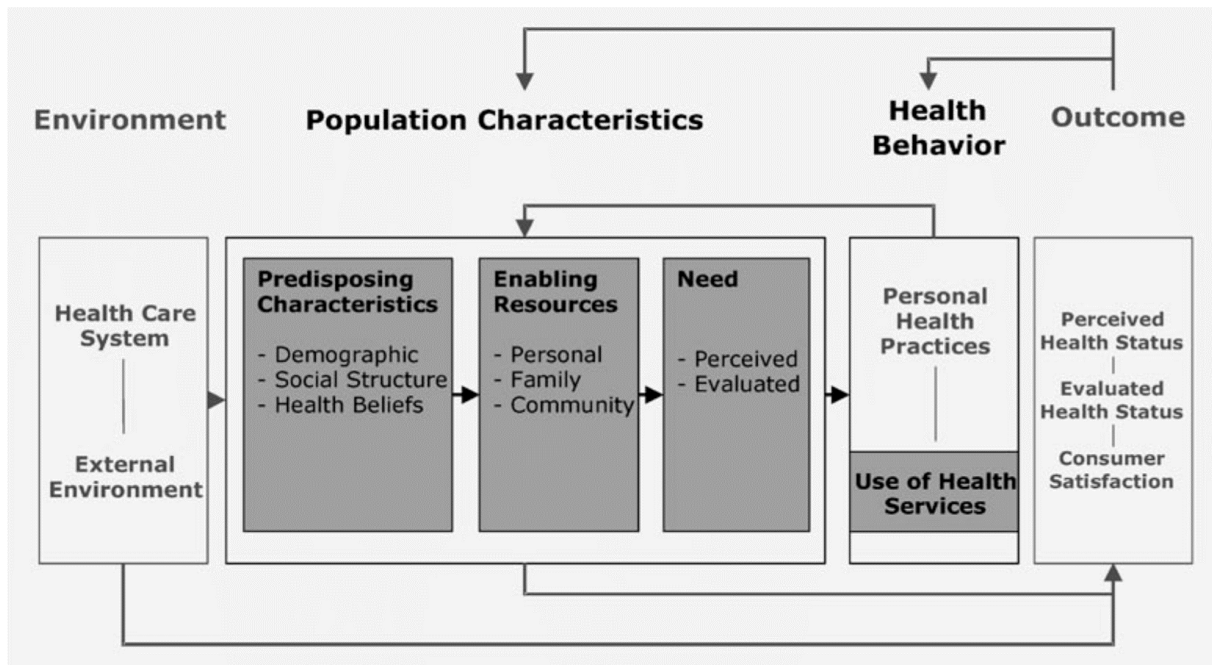 Environment
Population Characteristics
Health
Behavior
Outcome
Health Care
System
External
Environment
Predisposing
Characteristics
- Demographic
- Social Structure
- Health Beliefs
Enabling
Resources
- Personal
- Family
- Community
Need
- Perceived
- Evaluated
Personal
Health
Practices
Use of Health
Services
Perceived
Health Status
Evaluated
Health Status
Consumer
Satisfaction